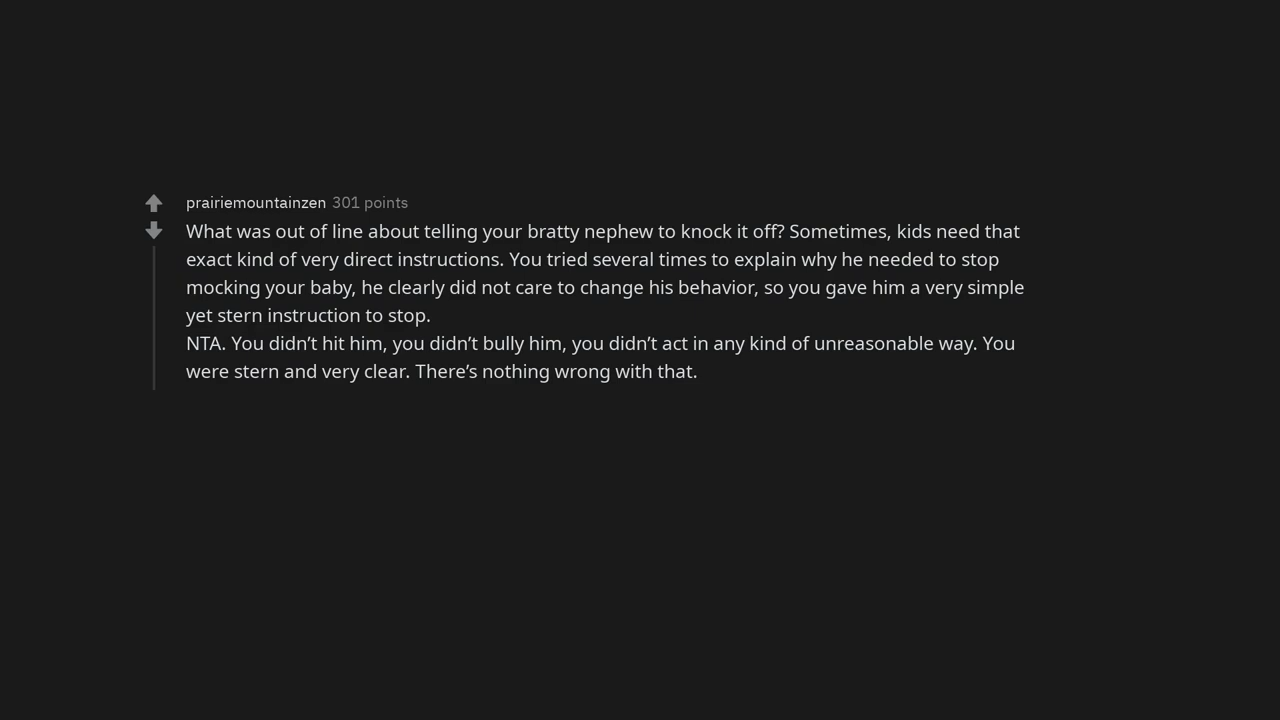 prairiemountainzen 301 points
What was out of line about telling your bratty nephew to knock it off? Sometimes, kids need that
exact kind of very direct instructions. You tried several times to explain why he needed to stop
mocking your baby, he clearly did not care to change his behavior, so you gave him a very simple
yet stern instruction to stop.
NTA. You didn’t hit him, you didn’t bully him, you didn’t act in any kind of unreasonable way. You
were stern and very clear. There’s nothing wrong with that.